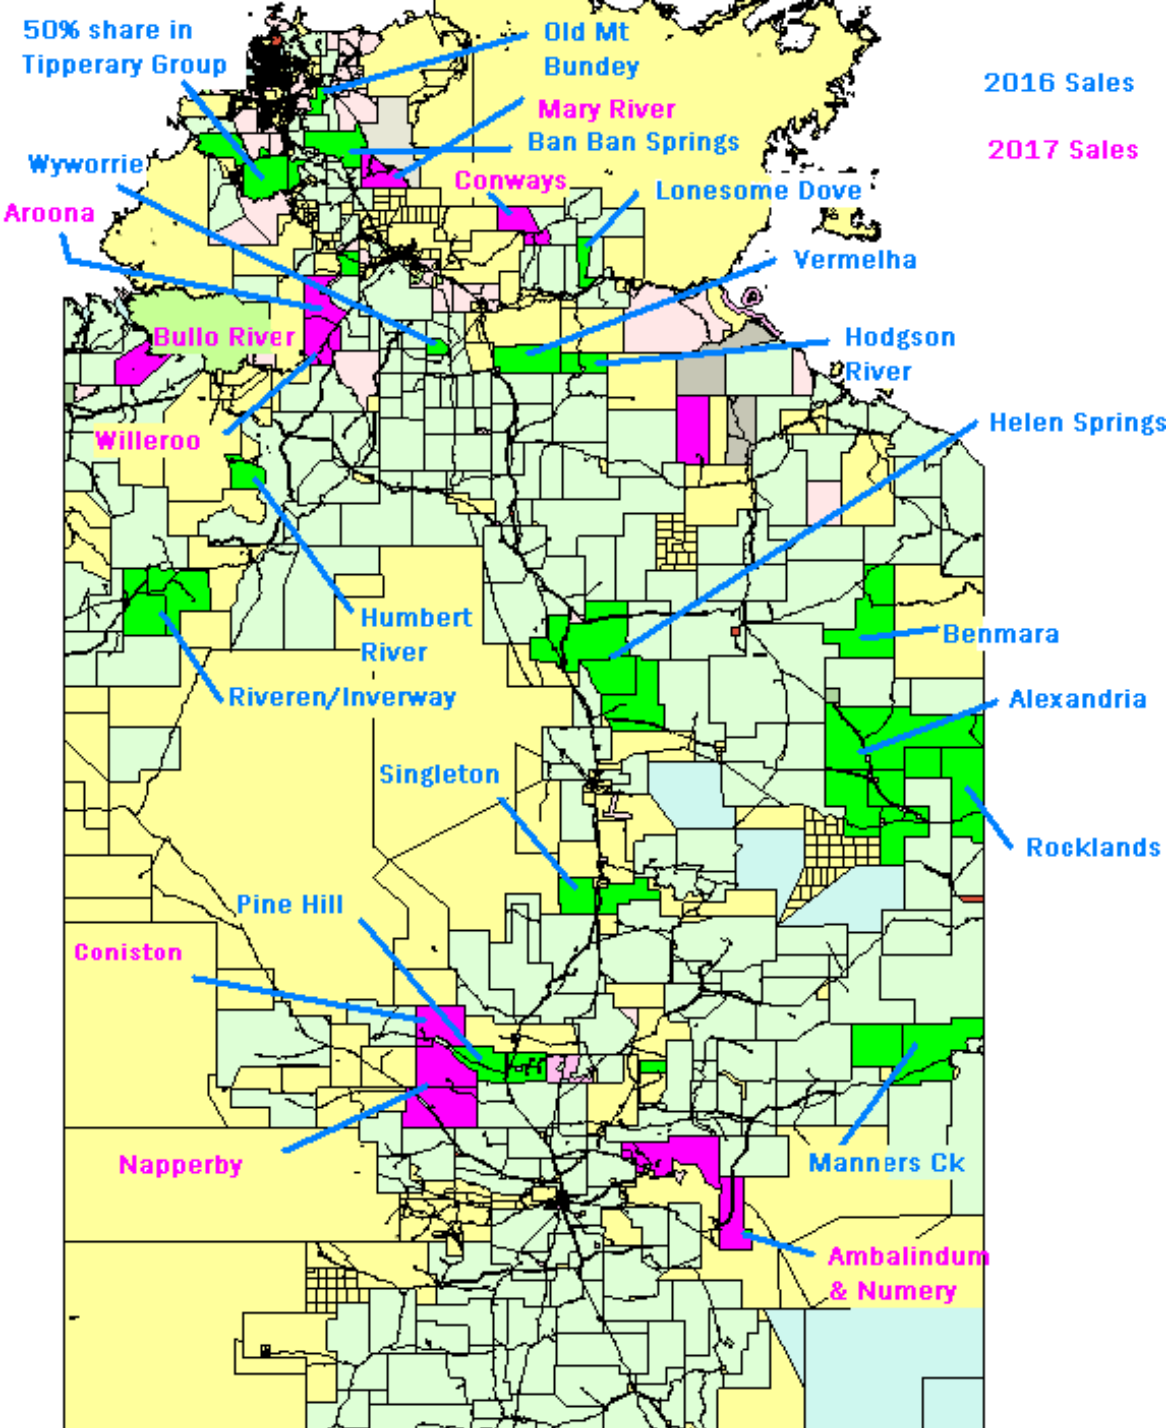 50% share in
Tipperary Group
Old Mt
Bundey
2016 Sales
Mary River
Ban Ban Springs
2017 Sales
Wyworrie
Conways
Lonesome Dove
Aroona
Vermelha
Bullo River
Hodgson
River
Helen Springs
Willeroo
Humbert
River
Benmara
Riveren/Inverway
Alexandria
Singleton
Rocklands
Pine Hill
Coniston
Napperby
Manners Ck
Ambalindum
& Numery